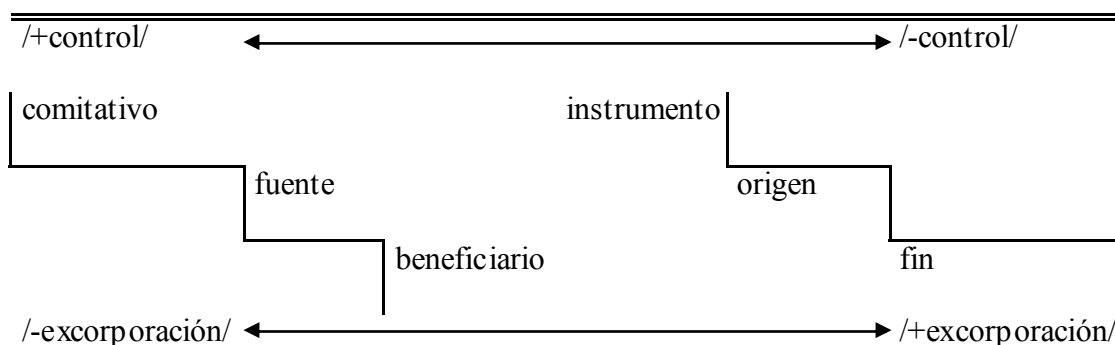 /+control/ /-control/
comitativo instrumento
fuente origen
beneficiario fin
/-excorporación/ /+excorporación/